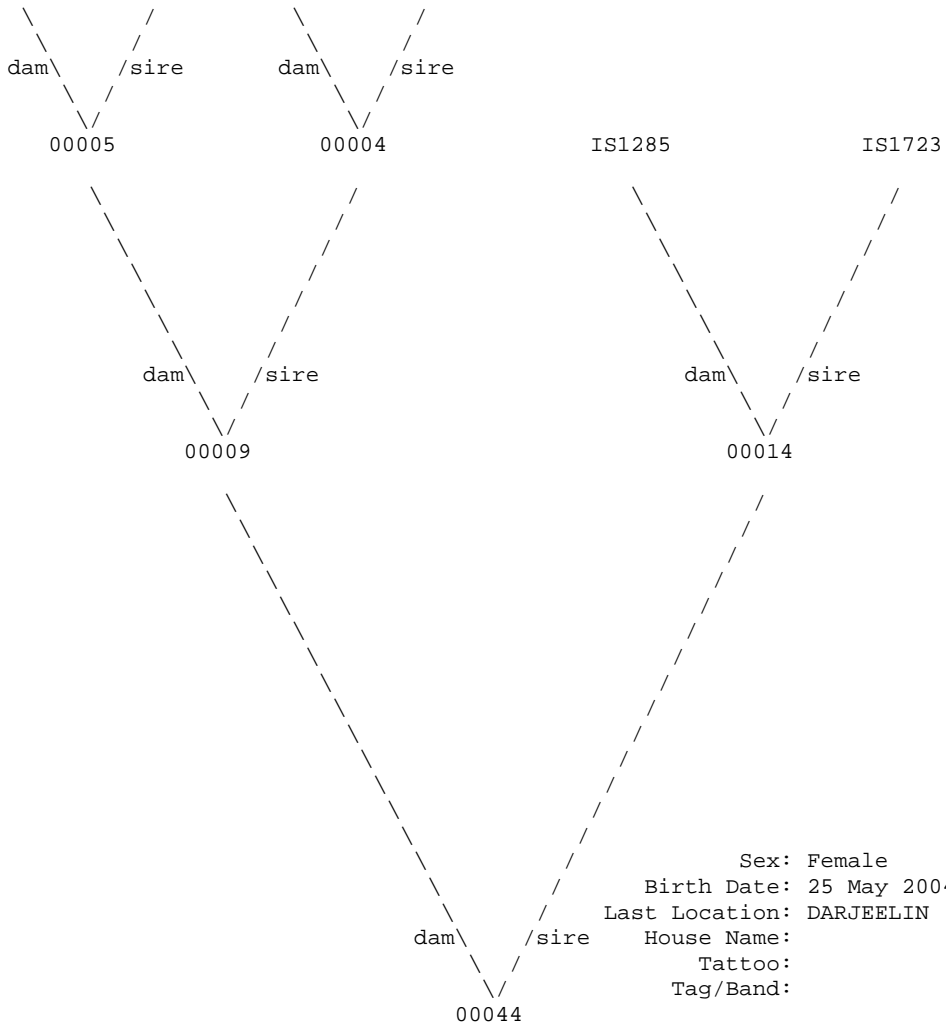 dam sire dam sire
00005 00004 IS1285 IS1723
dam sire dam sire
00009 00014
Sex: Female
Birth Date: 25 May 2004
Last Location: DARJEELIN
dam sire House Name:
Tattoo:
Tag/Band:
00044